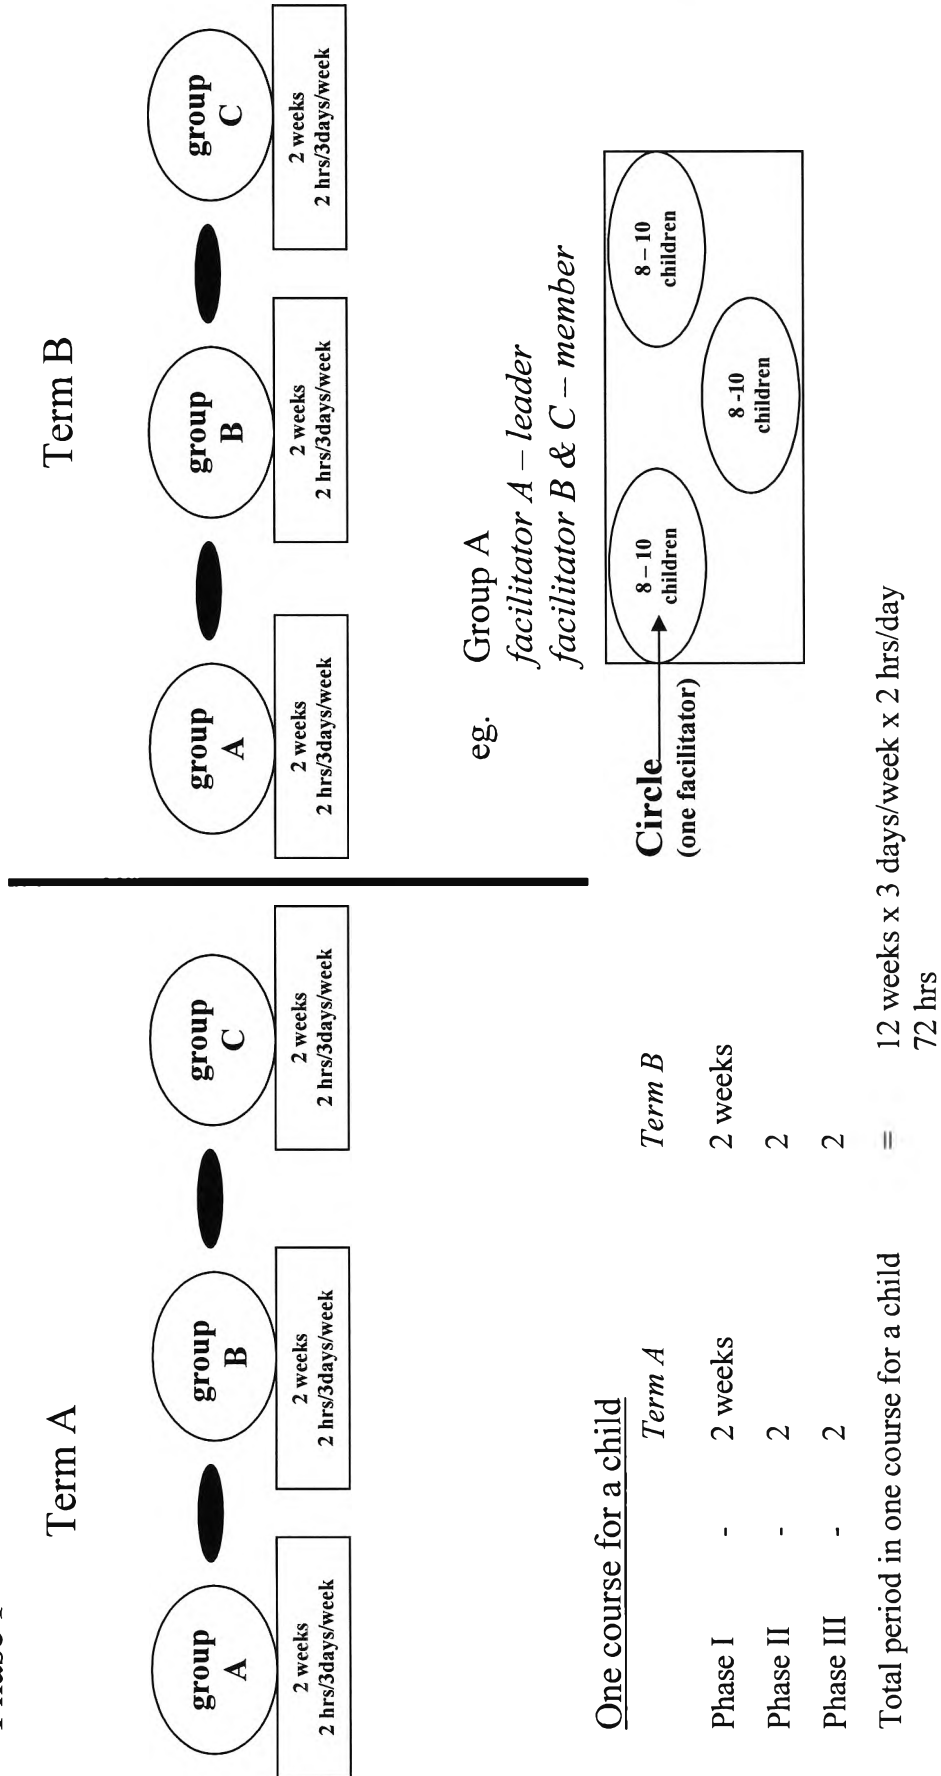 Term A
Term B
group
A
group
B
group
C
group
A
group
B
group
C
2 weeks
2 hrs/3days/week
2 weeks
2 hrs/3days/week
2 weeks
2 hrs/3days/week
2 weeks
2 hrs/3days/week
2 weeks
2 hrs/3days/week
2 weeks
2 hrs/3days/week
eg. Group A
facilitator A – leader
facilitator B & C – member
Circle
(one facilitator)
8 – 10
children
8 -10
children
8 – 10
children
One course for a child
Term A Term B
Phase I - 2 weeks 2 weeks
Phase II - 2 2
Phase III - 2 2
Total period in one course for a child = 12 weeks x 3 days/week x 2 hrs/day
72 hrs